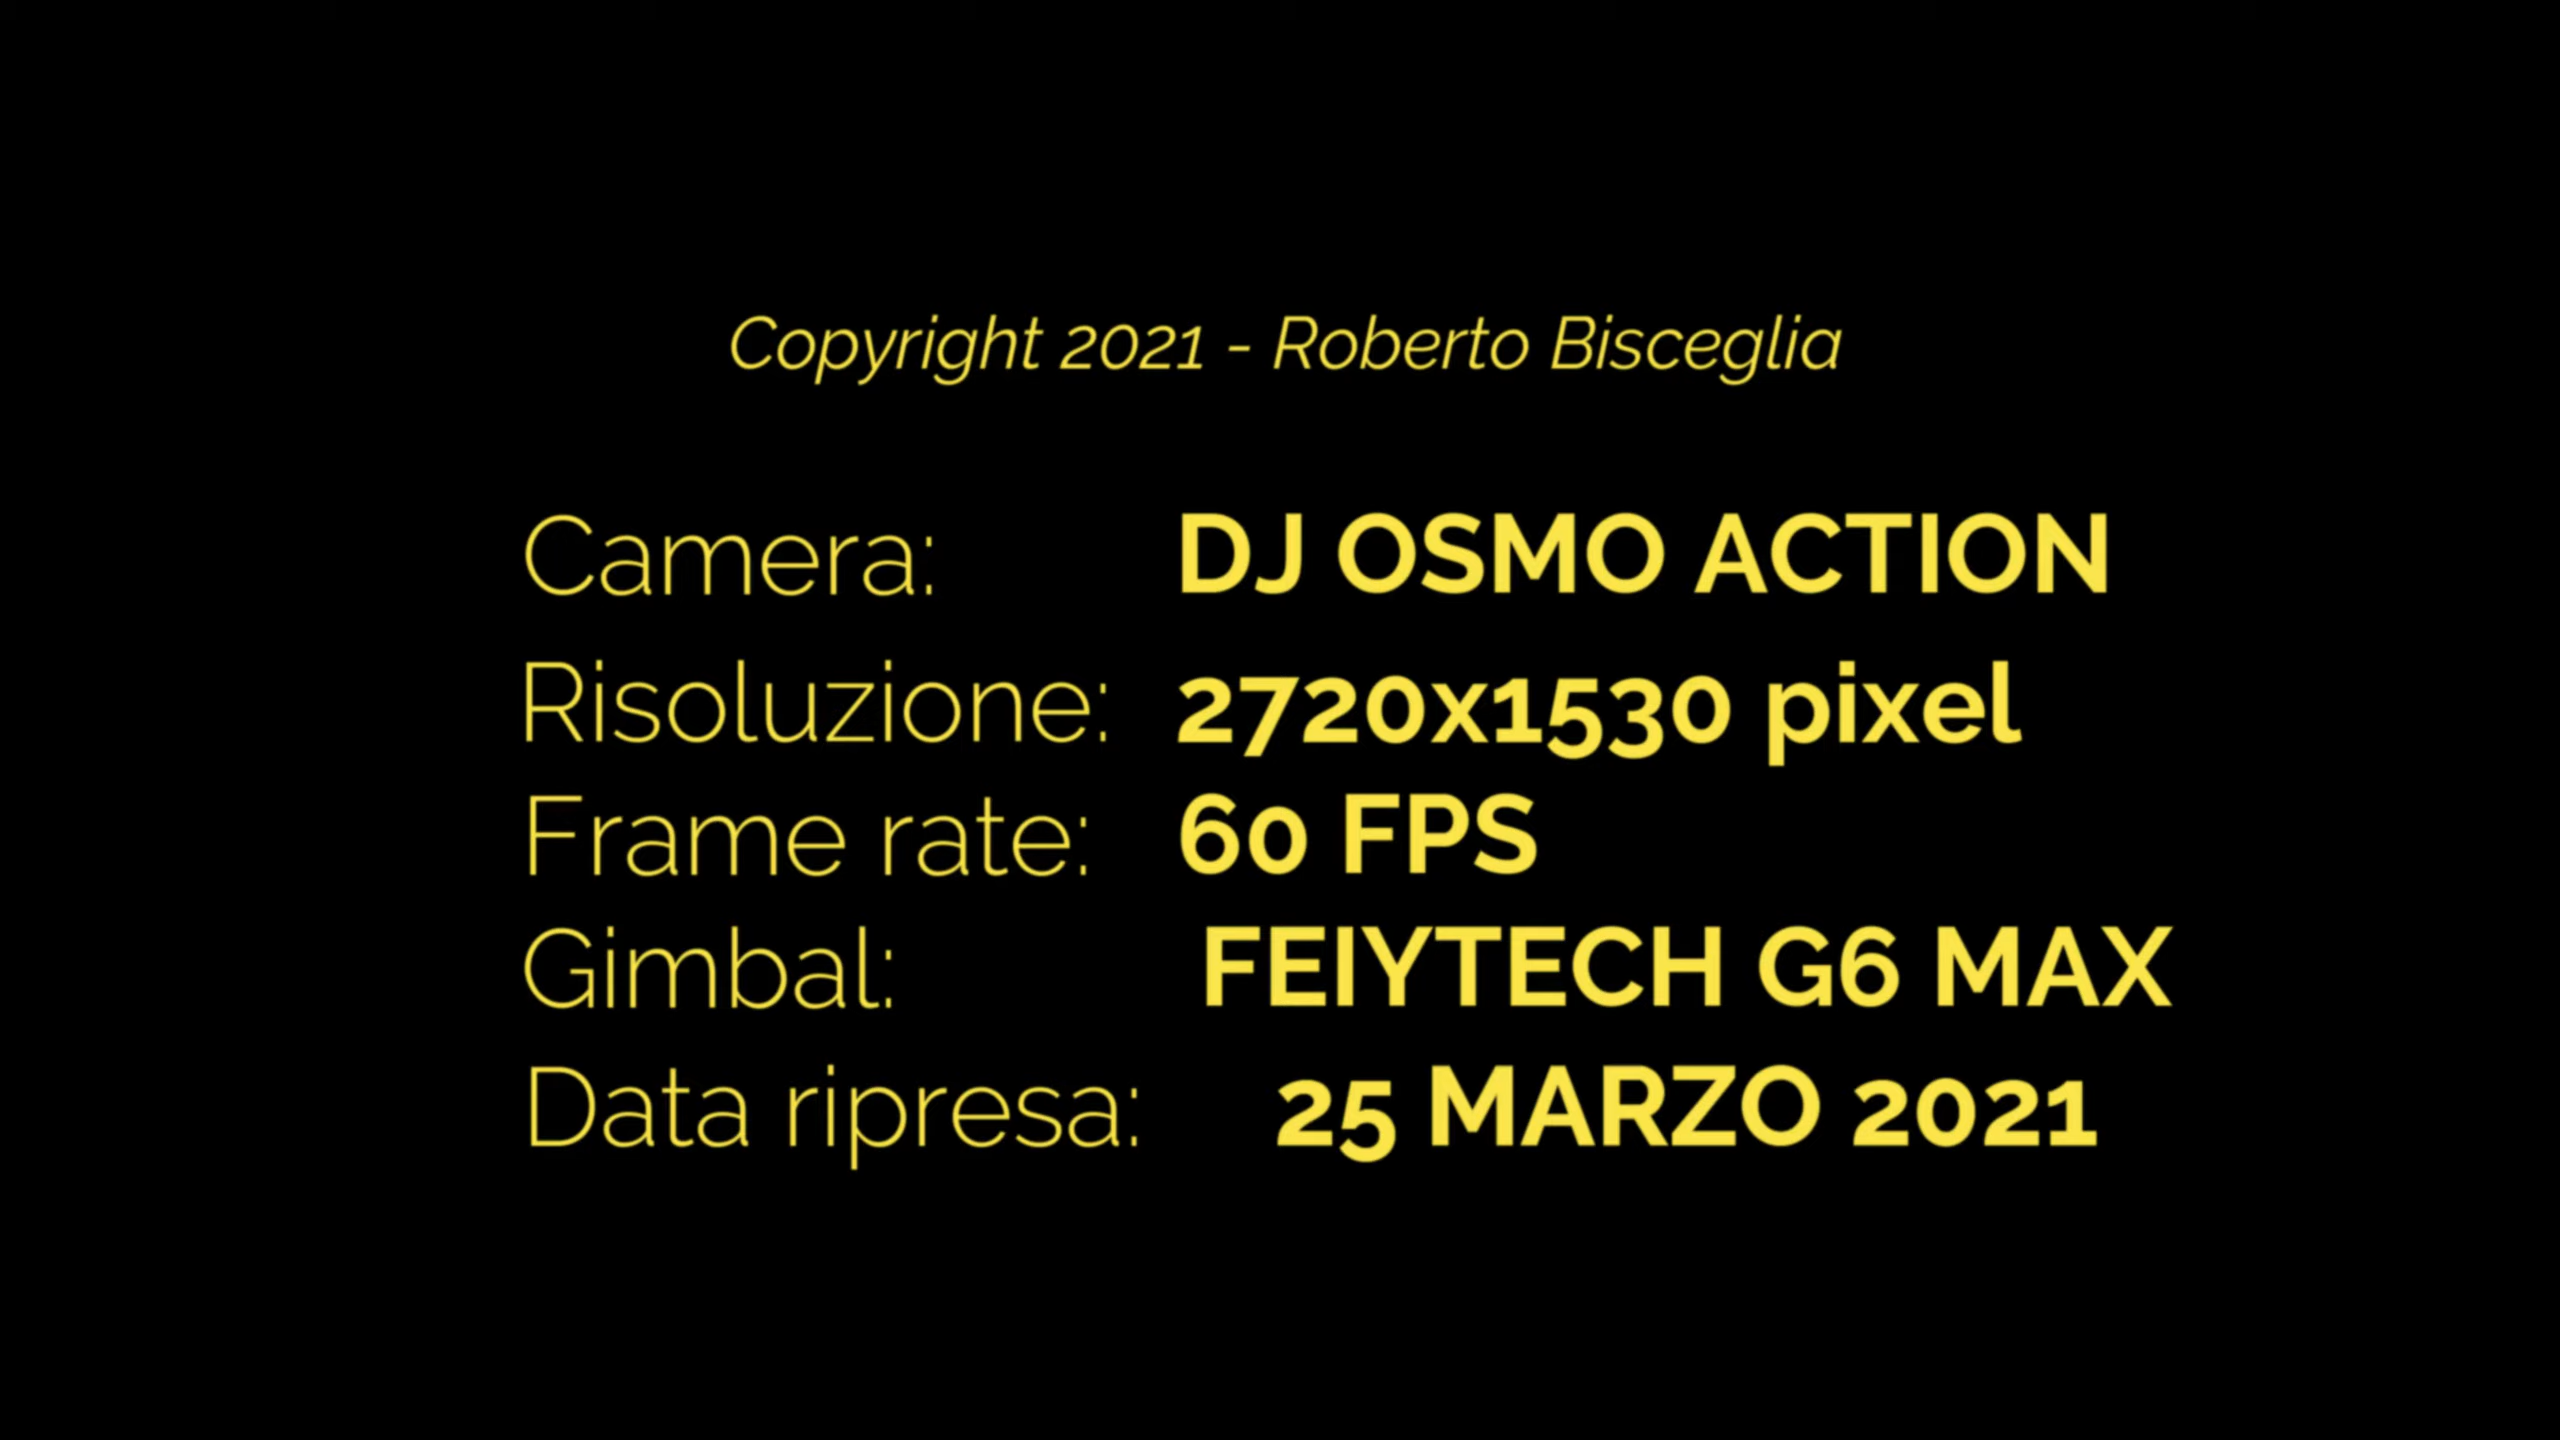 Copyright 2021 - Roberto Bisceglia
Camera: DJ OSMO ACTION
Risoluzione: 2720x1530 pixel
Frame rate: 60 FPS
Gimbal: FEIYTECH G6 MAX
Data ripresa: 25 MARZO 2021